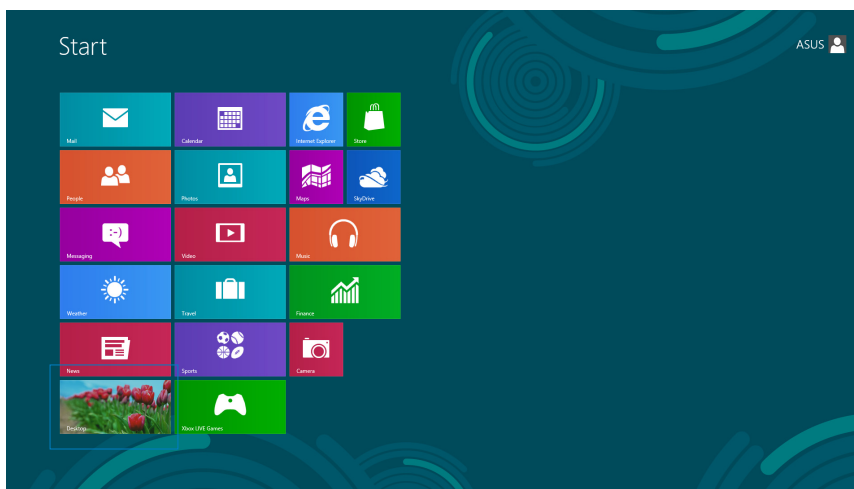 Start
ASUS
Mail
Calendar
Internet Explorer
Store
People
Photos
Maps
SkyDrive
Messaging
:-)
Video
Music
Weather
Travel
Finance
News
Sports
Camera
Desktop
Xbox LIVE Games